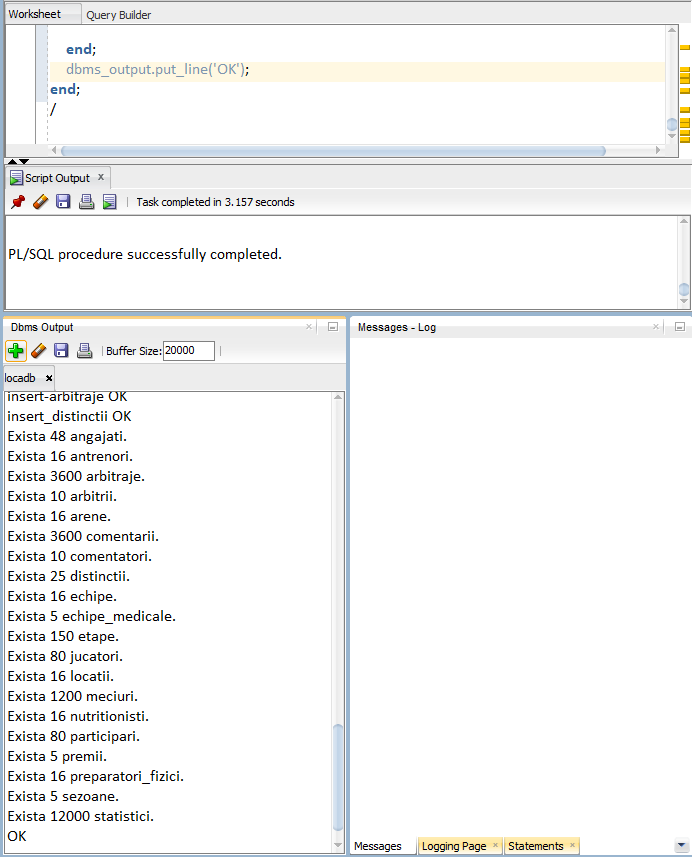 Worksheet Query Builder
end;
dbms_output.put_line('OK');
end;
/
Script Output x
Task completed in 3.157 seconds
PL/SQL procedure successfully completed.
Dbms Output
Buffer Size: 20000
locadb
insert-arbitraje OK
insert_distinctii OK
Exista 48 angajati.
Exista 16 antrenori.
Exista 3600 arbitraje.
Exista 10 arbitrii.
Exista 16 arene.
Exista 3600 comentarii.
Exista 10 comentatori.
Exista 25 distinctii.
Exista 16 echipe.
Exista 5 echipe_medicale.
Exista 150 etape.
Exista 80 jucatori.
Exista 16 locatii.
Exista 1200 meciuri.
Exista 16 nutritionisti.
Exista 80 participari.
Exista 5 premii.
Exista 16 preparatori_fizici.
Exista 5 sezoane.
Exista 12000 statistici.
OK
Messages - Log
Messages Logging Page Statements